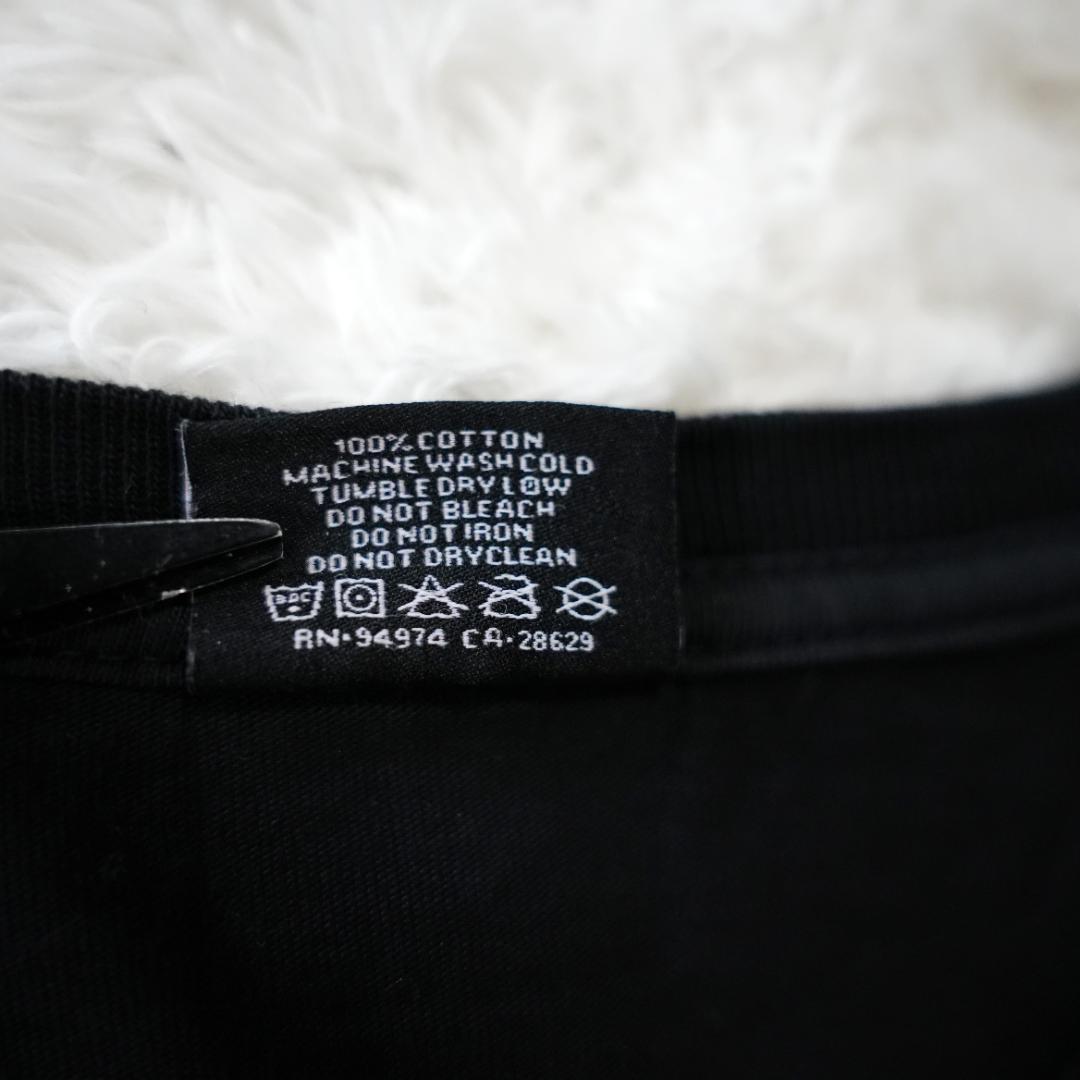 100% COTTON
MACHINE WASH COLD
TUMBLE DRY LOW
DO NOT BLEACH
DO NOT IRON
DO NOT DRYCLEAN
RN·94974 CA·28629